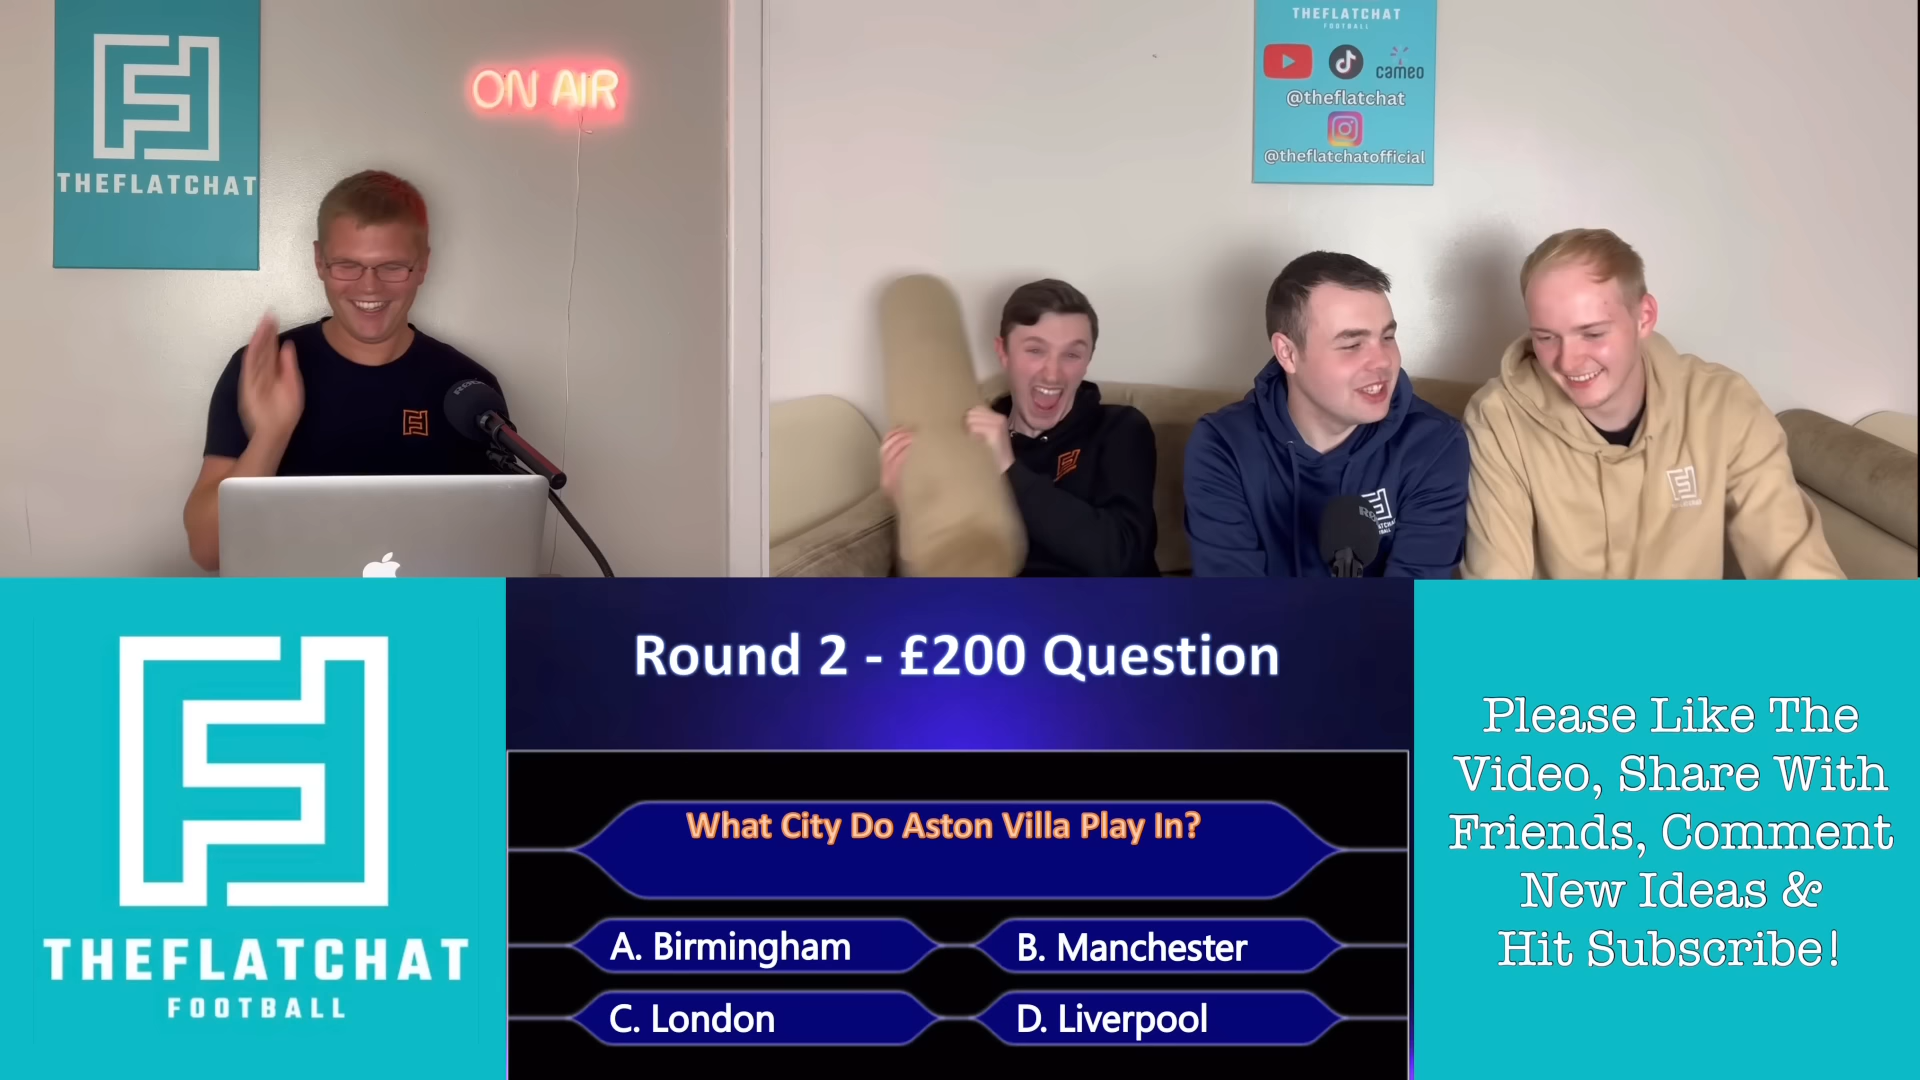 THEFLATCHAT
ON AIR
THEFLATCHAT
FOOTBALL
cameo
@theflatchat
@theflatchatofficial
THEFLATCHAT
FOOTBALL
Round 2 - £200 Question
What City Do Aston Villa Play In?
A. Birmingham
B. Manchester
C. London
D. Liverpool
Please Like The
Video, Share With
Friends, Comment
New Ideas &
Hit Subscribe!